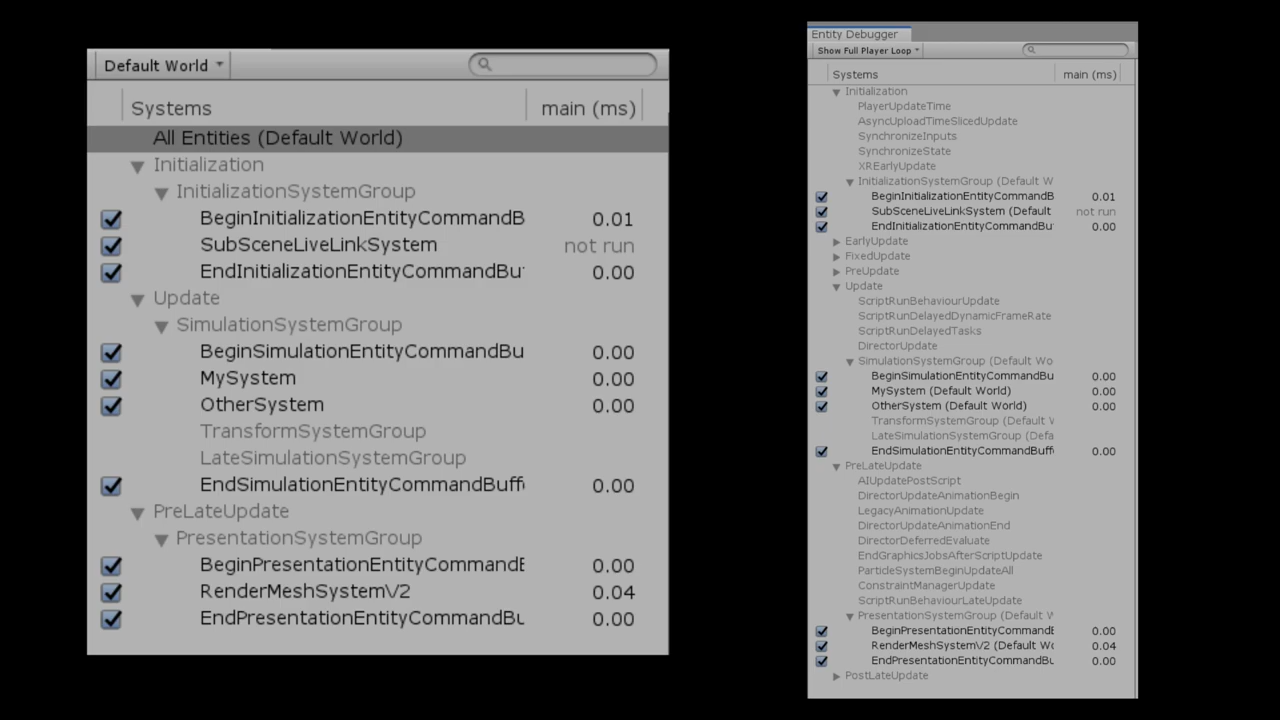 Default World
Systems main (ms)
All Entities (Default World)
Initialization
InitializationSystemGroup
BeginInitializationEntityCommandB 0.01
SubSceneLiveLinkSystem not run
EndInitializationEntityCommandBu 0.00
Update
SimulationSystemGroup
BeginSimulationEntityCommandBu 0.00
MySystem 0.00
OtherSystem 0.00
TransformSystemGroup
LateSimulationSystemGroup
EndSimulationEntityCommandBuff 0.00
PreLateUpdate
PresentationSystemGroup
BeginPresentationEntityCommandE 0.00
RenderMeshSystemV2 0.04
EndPresentationEntityCommandBu 0.00
Entity Debugger
Show Full Player Loop
Systems main (ms)
Initialization
PlayerUpdateTime
AsyncUploadTimeSlicedUpdate
SynchronizeInputs
SynchronizeState
XREarlyUpdate
InitializationSystemGroup (Default W
BeginInitializationEntityCommandB 0.01
SubSceneLiveLinkSystem (Default not run
EndInitializationEntityCommandBu 0.00
EarlyUpdate
FixedUpdate
PreUpdate
Update
ScriptRunBehaviourUpdate
ScriptRunDelayedDynamicFrameRate
ScriptRunDelayedTasks
DirectorUpdate
SimulationSystemGroup (Default Wo
BeginSimulationEntityCommandBu 0.00
MySystem (Default World) 0.00
OtherSystem (Default World) 0.00
TransformSystemGroup (Default V
LateSimulationSystemGroup (Defa
EndSimulationEntityCommandBuff 0.00
PreLateUpdate
AIUpdatePostScript
DirectorUpdateAnimationBegin
LegacyAnimationUpdate
DirectorUpdateAnimationEnd
DirectorDeferredEvaluate
EndGraphicsJobsAfterScriptUpdate
ParticleSystemBeginUpdateAll
ConstraintManagerUpdate
ScriptRunBehaviourLateUpdate
PresentationSystemGroup (Default W
BeginPresentationEntityCommandE 0.00
RenderMeshSystemV2 (Default Wo 0.04
EndPresentationEntityCommandBu 0.00
PostLateUpdate